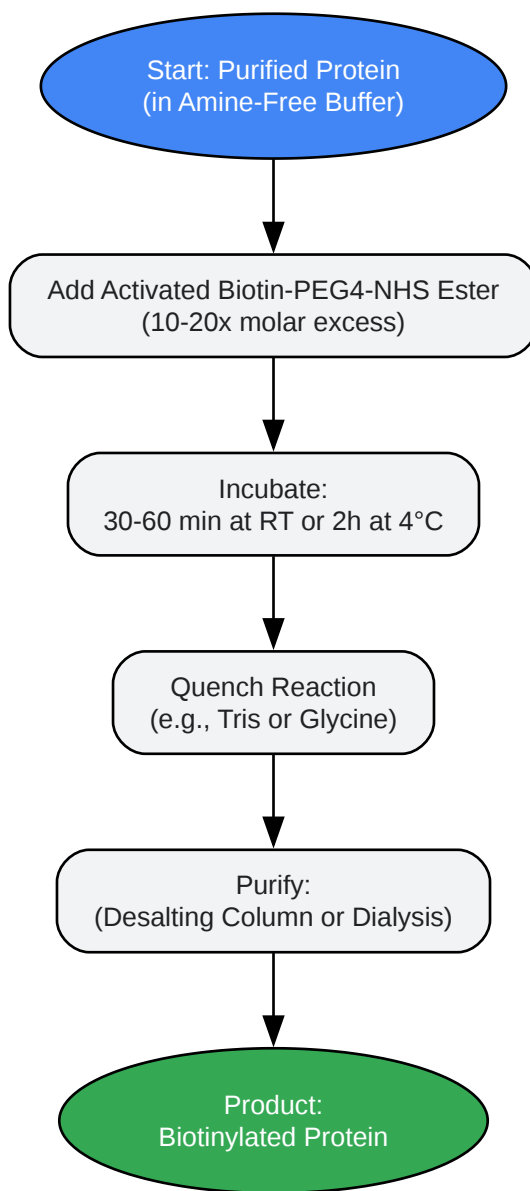 Start: Purified Protein
(in Amine-Free Buffer)
Add Activated Biotin-PEG4-NHS Ester
(10-20x molar excess)
Incubate:
30-60 min at RT or 2h at 4°C
Quench Reaction
(e.g., Tris or Glycine)
Purify:
(Desalting Column or Dialysis)
Product:
Biotinylated Protein